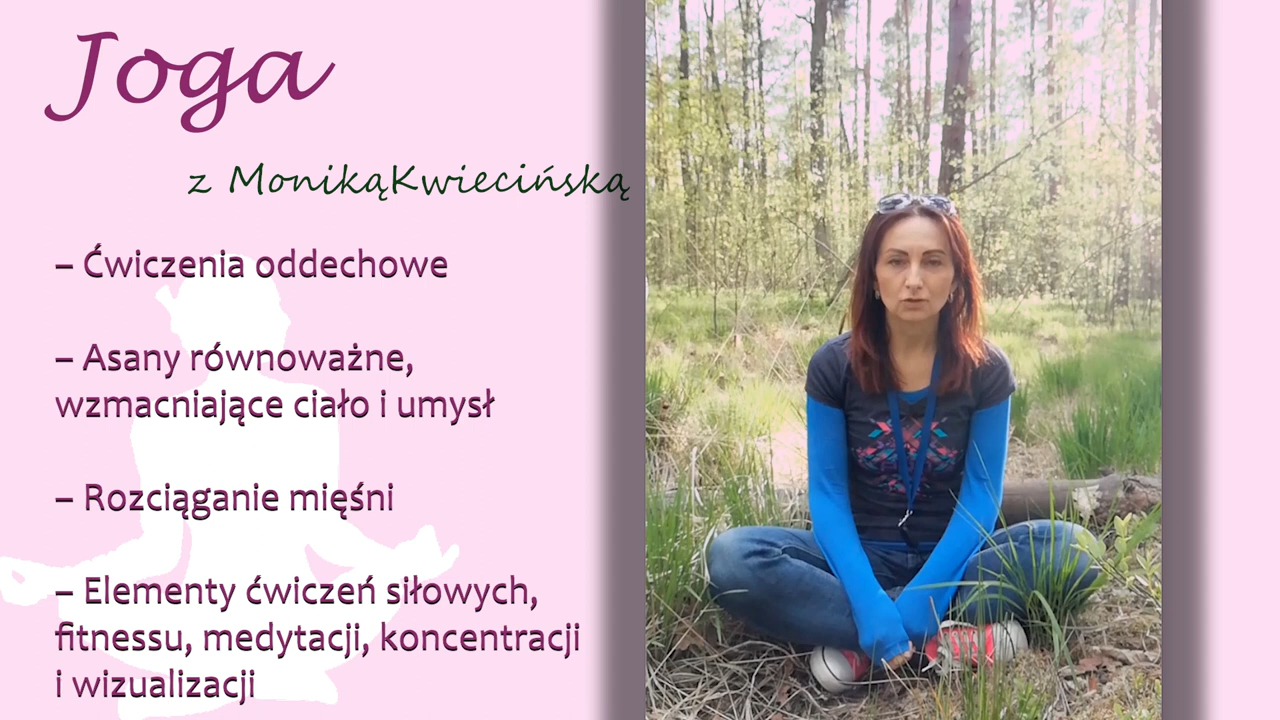 Joga
z MonikąKwiecińską
– Ćwiczenia oddechowe
– Asany równoważne,
wzmacniające ciało i umysł
– Rozciąganie mięśni
– Elementy ćwiczeń siłowych,
fitnessu, medytacji, koncentracji
i wizualizacji